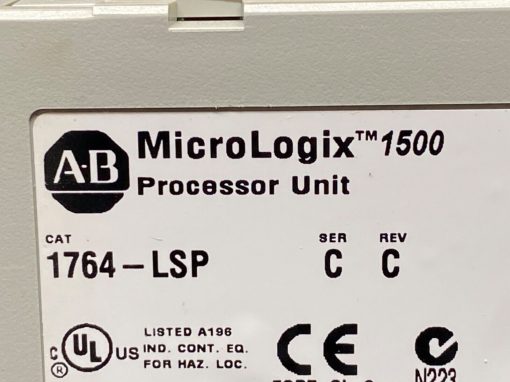 A-B
MicroLogix™ 1500
Processor Unit
CAT SER REV
1764-LSP C C
LISTED A196
C UL US IND. CONT. EQ.
® FOR HAZ. LOC.
CE
N223